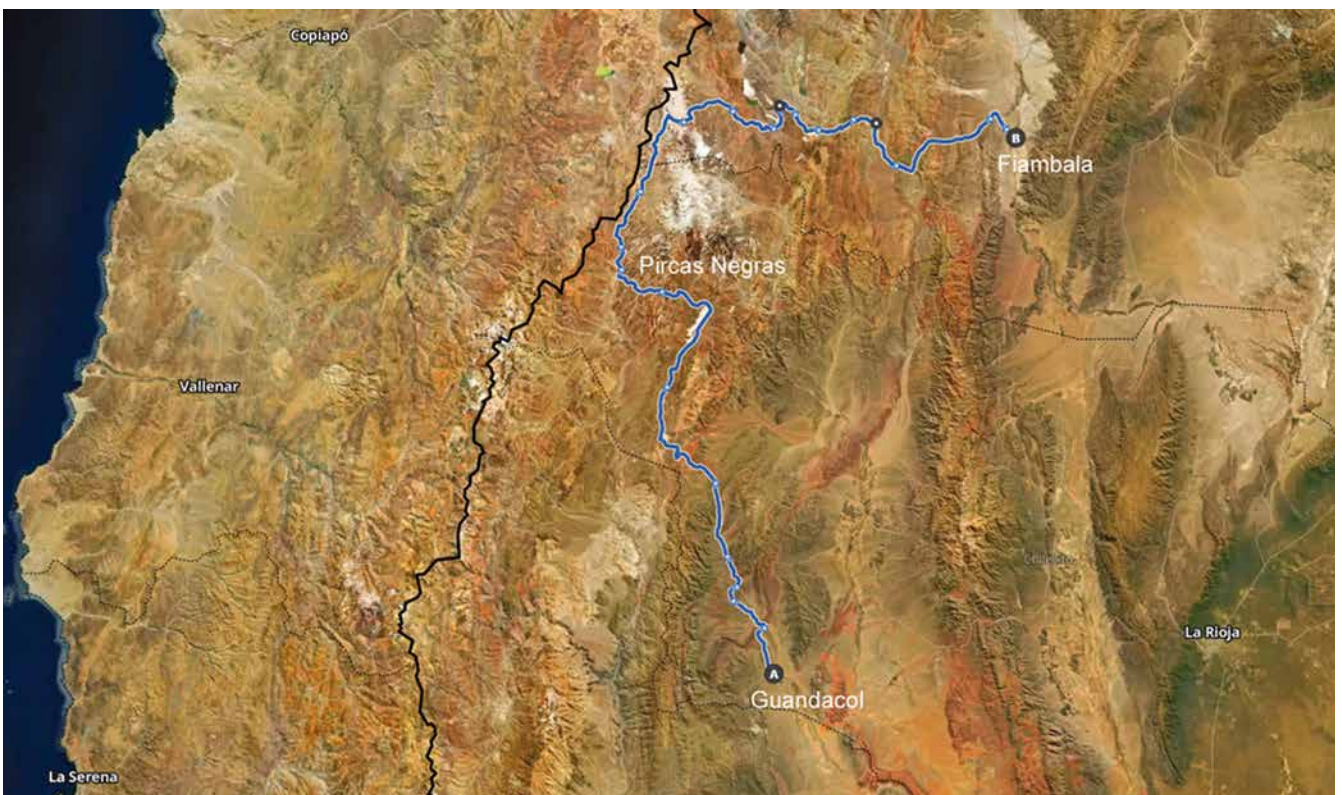 Copiapó
B
Fiambala
Pircas Negras
Vallenar
La Rioja
A
Guandacol
La Serena